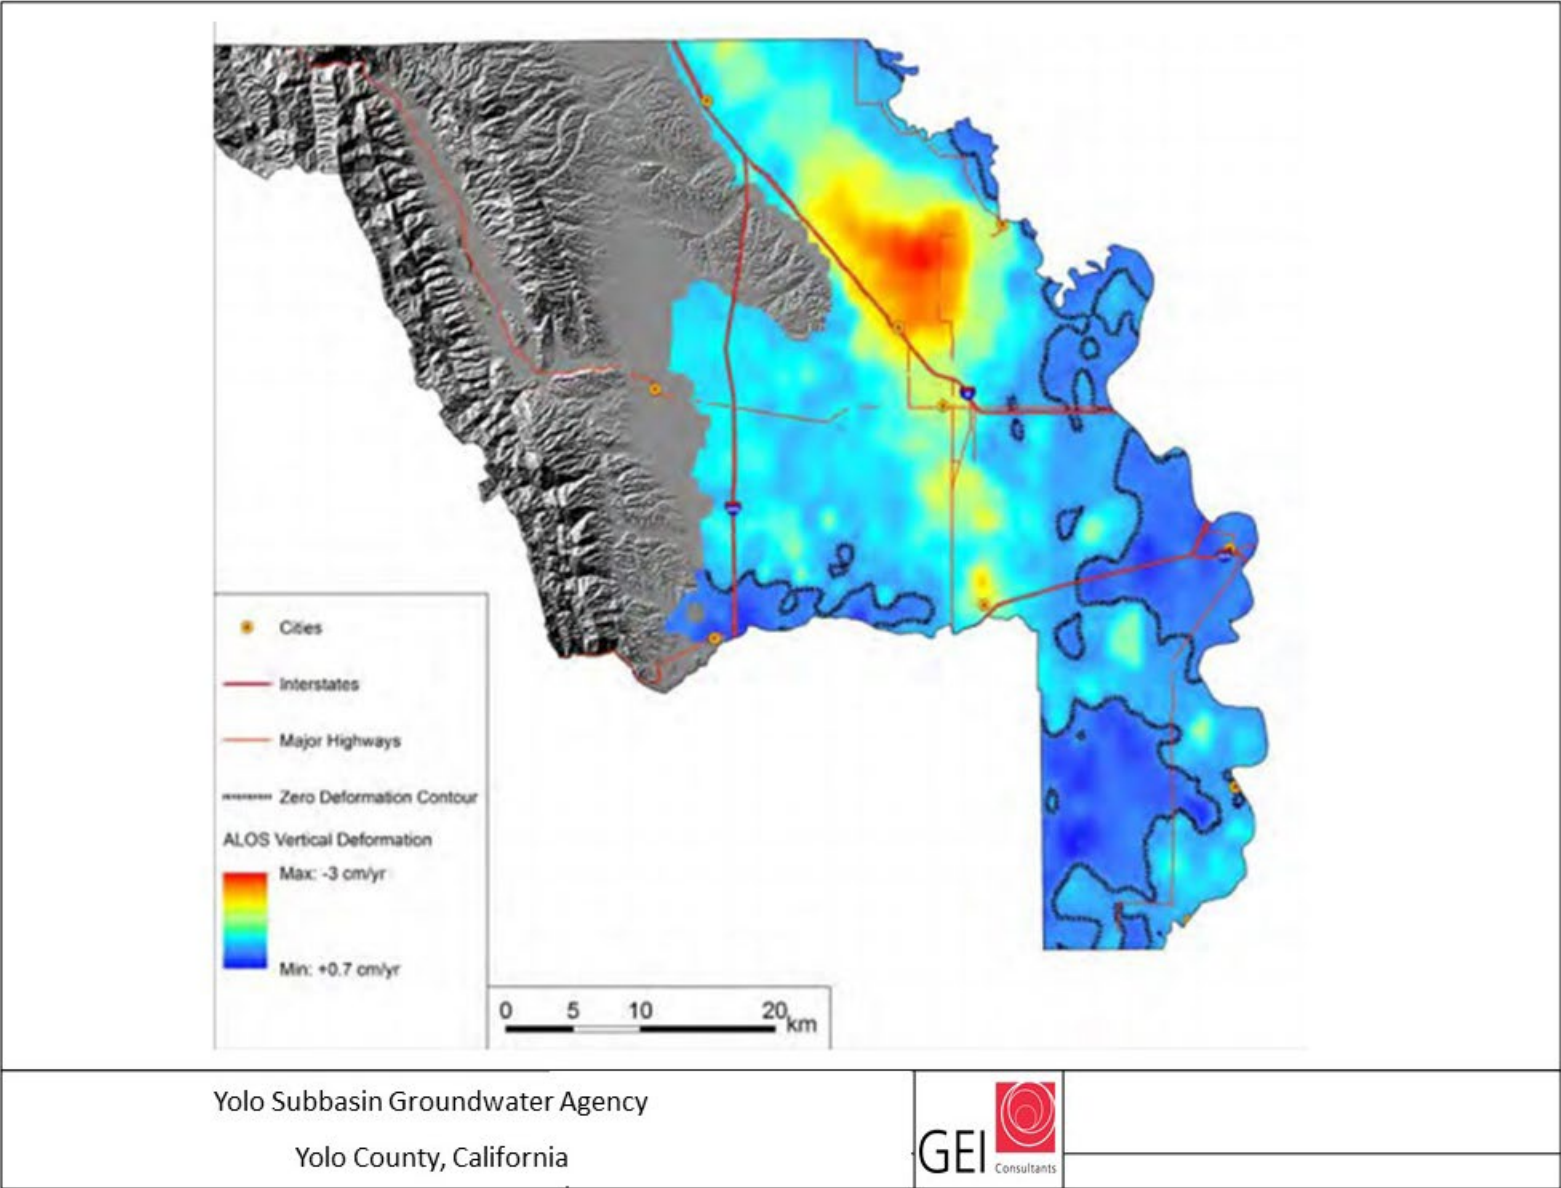 Cities
Interstates
Major Highways
Zero Deformation Contour
ALOS Vertical Deformation
Max: -3 cm/yr
Min: +0.7 cm/yr
0 5 10 20 km
Yolo Subbasin Groundwater Agency
Yolo County, California
GEI Consultants